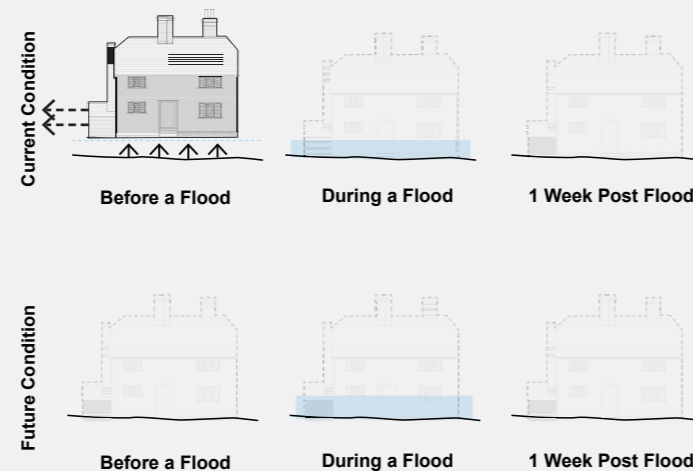 Current Condition
Before a Flood
During a Flood
1 Week Post Flood
Future Condition
Before a Flood
During a Flood
1 Week Post Flood